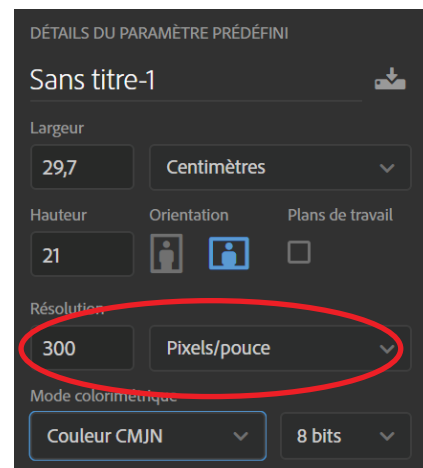 DÉTAILS DU PARAMÈTRE PRÉDÉFINI
Sans titre-1
Largeur
29,7 Centimètres
Hauteur Orientation Plans de travail
21
Résolution
300 Pixels/pouce
Mode colorimétrique
Couleur CMJN 8 bits